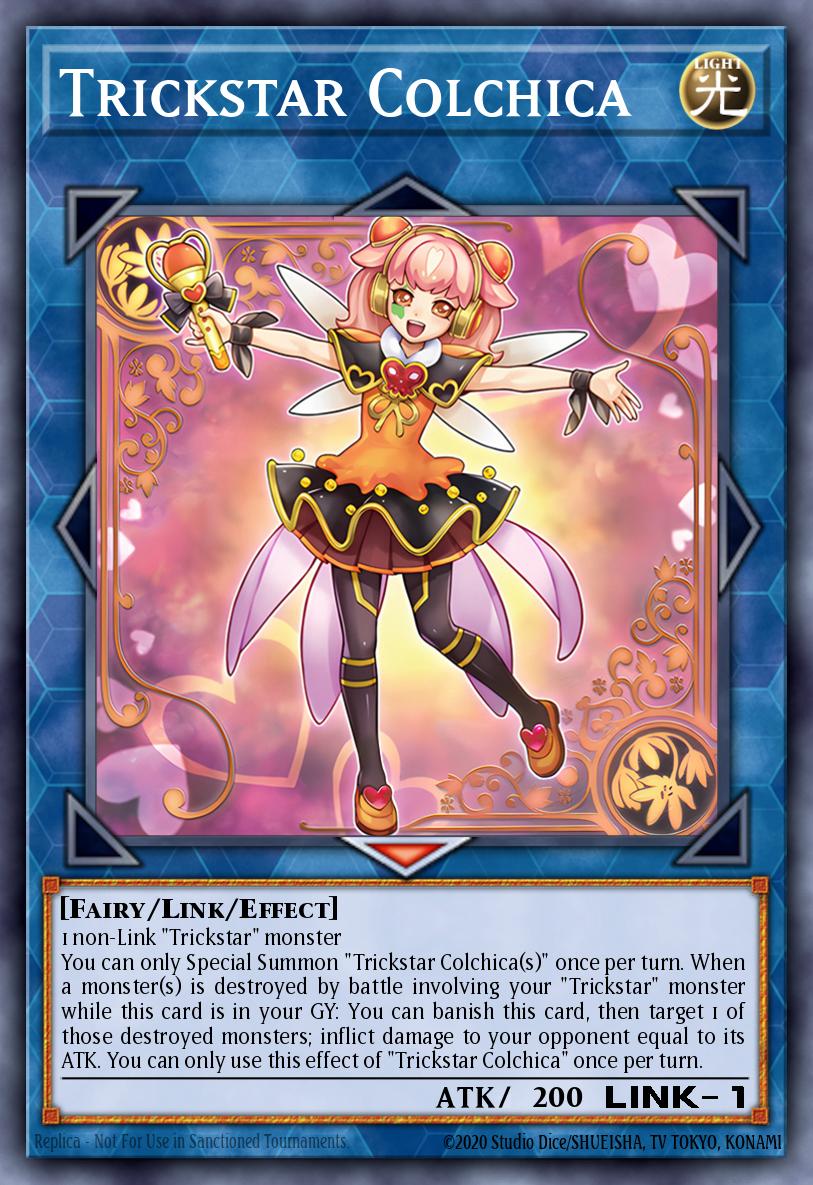 Trickstar Colchica
LIGHT
光
[Fairy/Link/Effect]
1 non-Link "Trickstar" monster
You can only Special Summon "Trickstar Colchica(s)" once per turn. When
a monster(s) is destroyed by battle involving your "Trickstar" monster
while this card is in your GY: You can banish this card, then target 1 of
those destroyed monsters; inflict damage to your opponent equal to its
ATK. You can only use this effect of "Trickstar Colchica" once per turn.
ATK/ 200 LINK-1
Replica - Not For Use in Sanctioned Tournaments. ©2020 Studio Dice/SHUEISHA, TV TOKYO, KONAMI